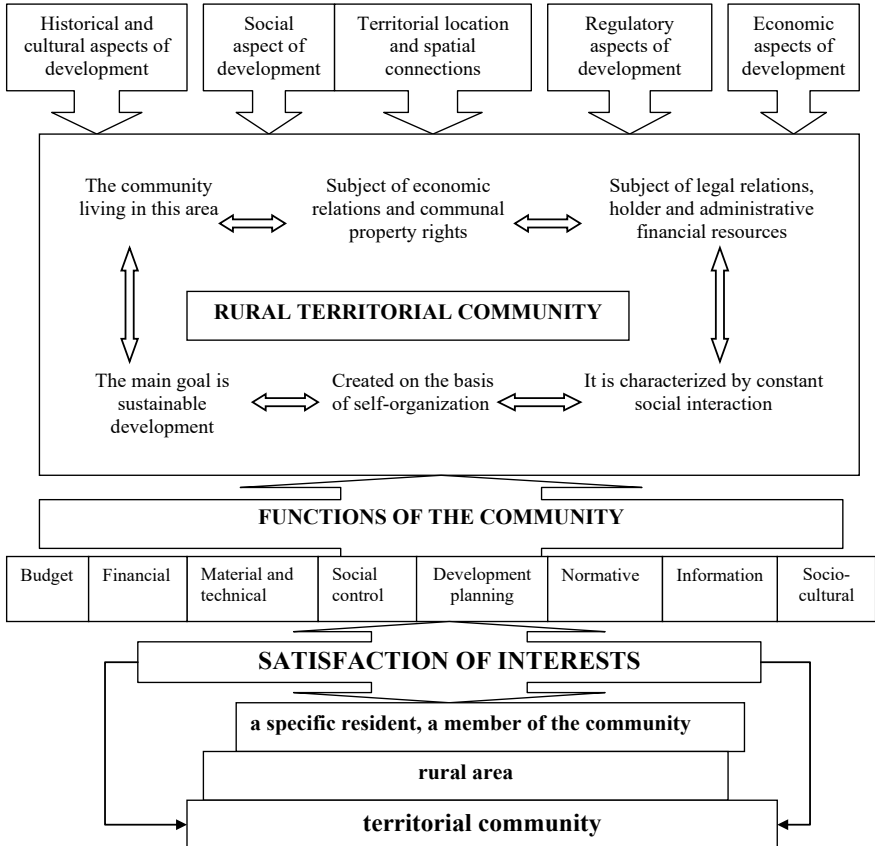 Historical and
cultural aspects of
development
Social
aspect of
development
Territorial location
and spatial
connections
Regulatory
aspects of
development
Economic
aspects of
development
The community
living in this area
Subject of economic
relations and communal
property rights
Subject of legal relations,
holder and administrative
financial resources
RURAL TERRITORIAL COMMUNITY
The main goal is
sustainable
development
Created on the basis
of self-organization
It is characterized by constant
social interaction
FUNCTIONS OF THE COMMUNITY
Budget
Financial
Material and
technical
Social
control
Development
planning
Normative
Information
Socio-
cultural
SATISFACTION OF INTERESTS
a specific resident, a member of the community
rural area
territorial community